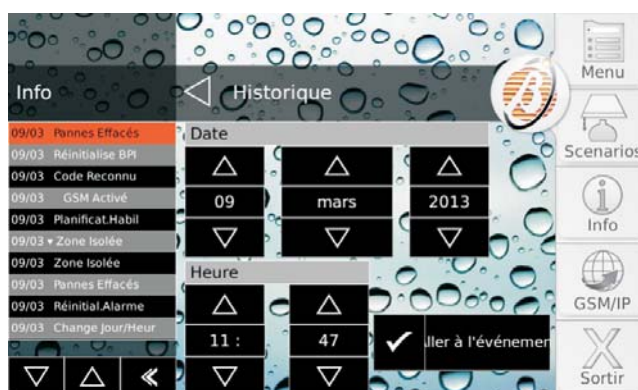 Info
Historique
09/03 Pannes Effacés
09/03 Réinitialise BPI
09/03 Code Reconnu
09/03 GSM Activé
09/03 Planificat.Habil
09/03 ▾ Zone Isolée
09/03 Zone Isolée
09/03 Pannes Effacés
09/03 Réinitial.Alarme
09/03 Change Jour/Heur
Date
09 mars 2013
Heure
11 : 47
ller à l'événemen
Menu
Scenarios
Info
GSM/IP
Sortir